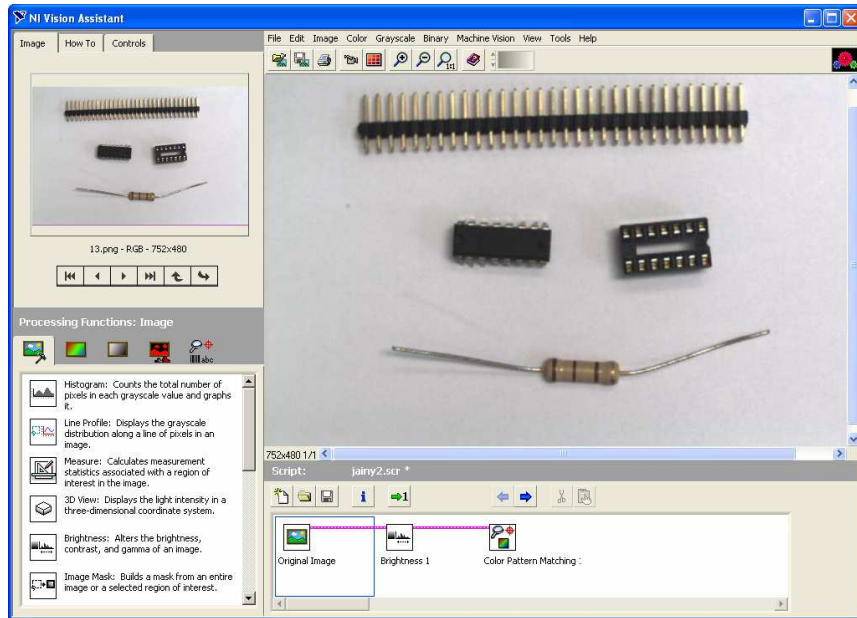 NI Vision Assistant
Image How To Controls
File Edit Image Color Grayscale Binary Machine Vision View Tools Help
1:1
13.png - RGB - 752x480
Processing Functions: Image
abc
Histogram: Counts the total number of
pixels in each grayscale value and graphs
it.
Line Profile: Displays the grayscale
distribution along a line of pixels in an
image.
Measure: Calculates measurement
statistics associated with a region of
interest in the image.
3D View: Displays the light intensity in a
three-dimensional coordinate system.
Brightness: Alters the brightness,
contrast, and gamma of an image.
Image Mask: Builds a mask from an entire
image or a selected region of interest.
752x480 1/1
Script: jainy2.scr *
1
Original Image Brightness 1 Color Pattern Matching